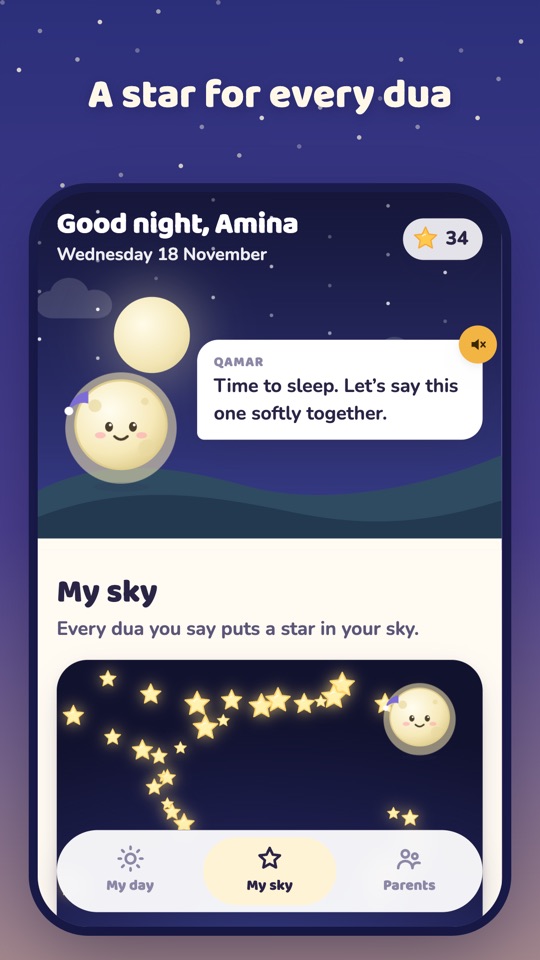 A star for every dua
Good night, Amina
Wednesday 18 November
34
QAMAR
Time to sleep. Let’s say this
one softly together.
My sky
Every dua you say puts a star in your sky.
My day
My sky
Parents